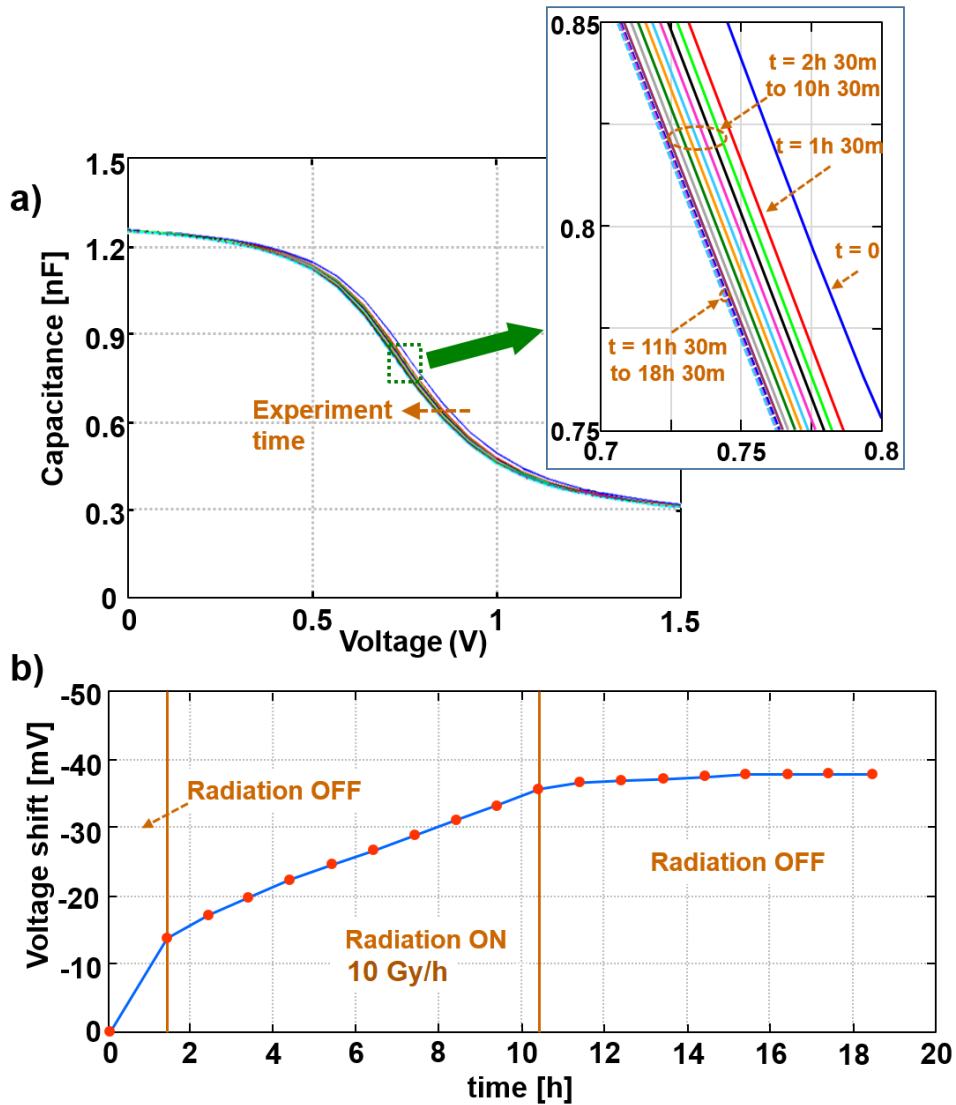 a)
Capacitance [nF]
1.5
1.2
0.9
0.6
0.3
0
0
0.5
1
1.5
Voltage (V)
Experiment
time
0.85
0.8
0.75
0.7
0.75
0.8
t = 2h 30m
to 10h 30m
t = 1h 30m
t = 0
t = 11h 30m
to 18h 30m
b)
Voltage shift [mV]
-50
-40
-30
-20
-10
0
0
2
4
6
8
10
12
14
16
18
20
time [h]
Radiation OFF
Radiation ON
10 Gy/h
Radiation OFF